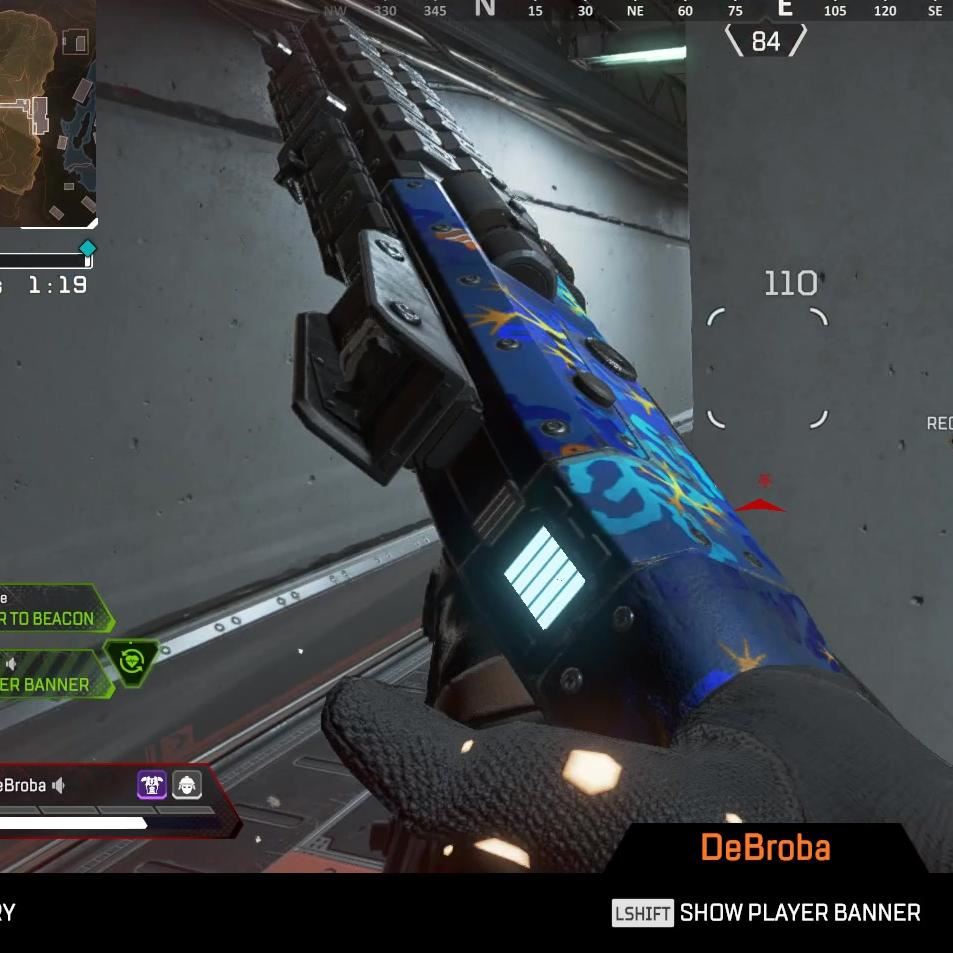 NW 330 345 N 15 30 NE 60 75 E 105 120 SE
84
1:19
110
REC
e
R TO BEACON
ER BANNER
eBroba
DeBroba
RY
LSHIFT SHOW PLAYER BANNER